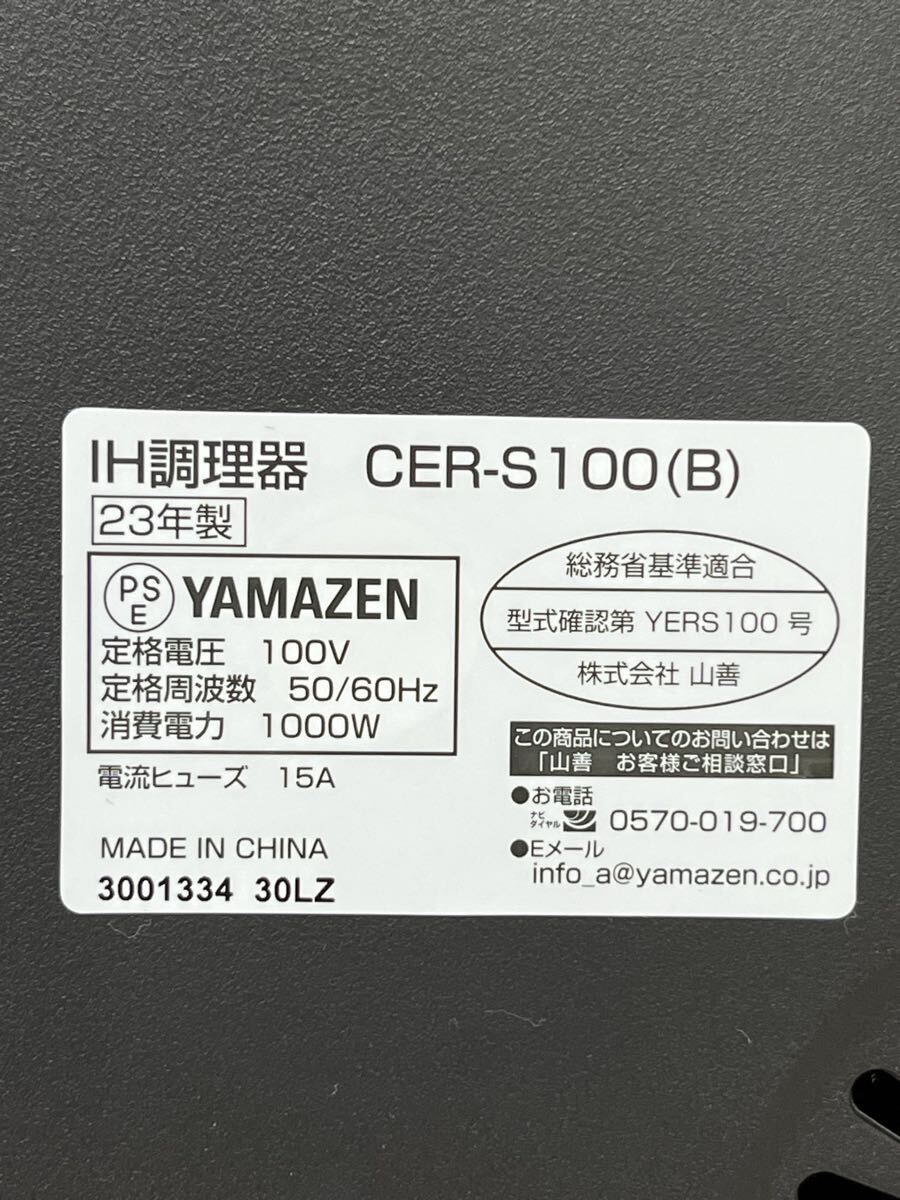 IH調理器 CER-S100(B)
23年製
PS
E
YAMAZEN
定格電圧 100V
定格周波数 50/60Hz
消費電力 1000W
電流ヒューズ 15A
MADE IN CHINA
3001334 30LZ
総務省基準適合
型式確認第 YERS100 号
株式会社 山善
この商品についてのお問い合わせは
「山善 お客様ご相談窓口」
●お電話
ナビ
ダイヤル
0570-019-700
●Eメール
info_a@yamazen.co.jp